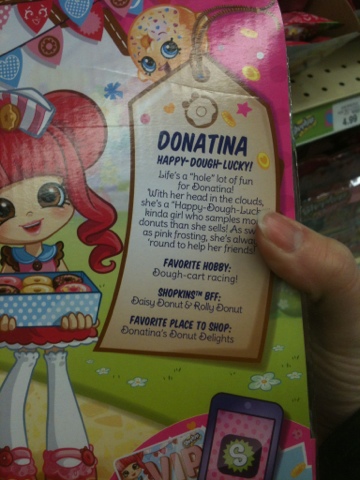 DONATINA
HAPPY-DOUGH-LUCKY!
Life's a "hole" lot of fun
for Donatina!
With her head in the clouds,
she's a "Happy-Dough-Luck
kinda girl who samples mo
donuts than she sells! As sw
as pink frosting, she's alwa
'round to help her friends!
FAVORITE HOBBY:
Dough-cart racing!
SHOPKINS™ BFF:
Daisy Donut & Rolly Donut
FAVORITE PLACE TO SHOP:
Donatina's Donut Delights
VIP
S
4.99